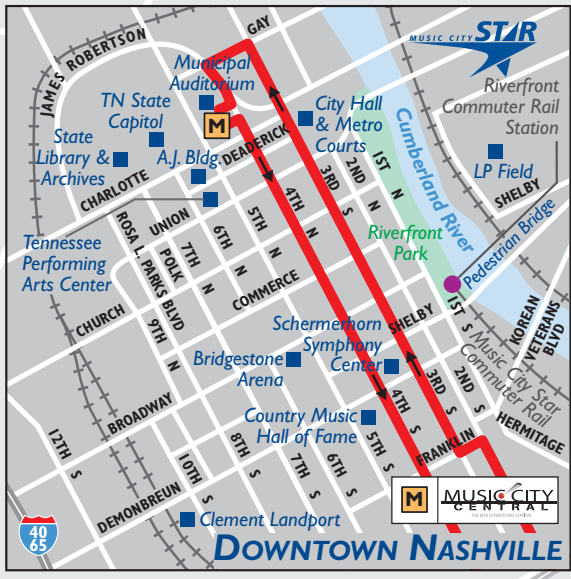 MUSIC CITY STAR
GAY
JAMES ROBERTSON
Municipal
Auditorium
Riverfront
Commuter Rail
Station
TN State
Capitol
City Hall
& Metro
Courts
M
State
Library &
Archives
A.J. Bldg.
DEADERICK
Cumberland River
LP Field
CHARLOTTE
1ST N
2ND N
3RD S
4TH N
SHELBY
UNION
5TH N
6TH N
7TH N
POLK
ROSA L. PARKS BLVD
Riverfront
Park
Pedestrian Bridge
Tennessee
Performing
Arts Center
COMMERCE
CHURCH
9TH N
Schermerhorn
Symphony
Center
SHELBY
1ST S
KOREAN
VETERANS
BLVD
Music City Star
Commuter Rail
Bridgestone
Arena
BROADWAY
Country Music
Hall of Fame
4TH S
3RD S
2ND S
HERMITAGE
FRANKLIN
12TH S
10TH S
8TH S
7TH S
6TH S
5TH S
DEMONBREUN
Clement Landport
M
MUSIC CITY
CENTRAL
40
65
DOWNTOWN NASHVILLE